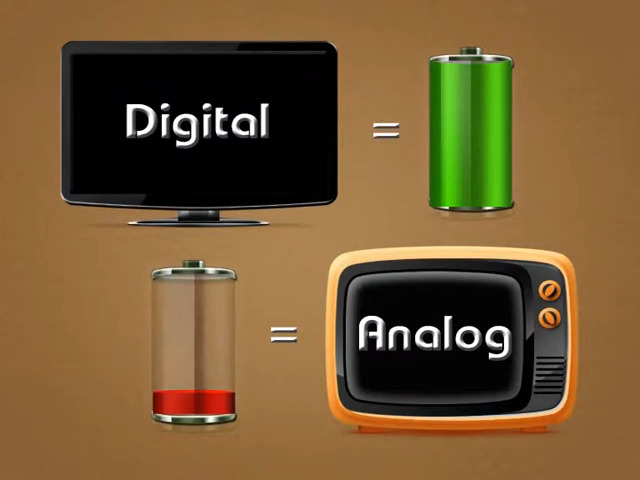 Digital =
= Analog